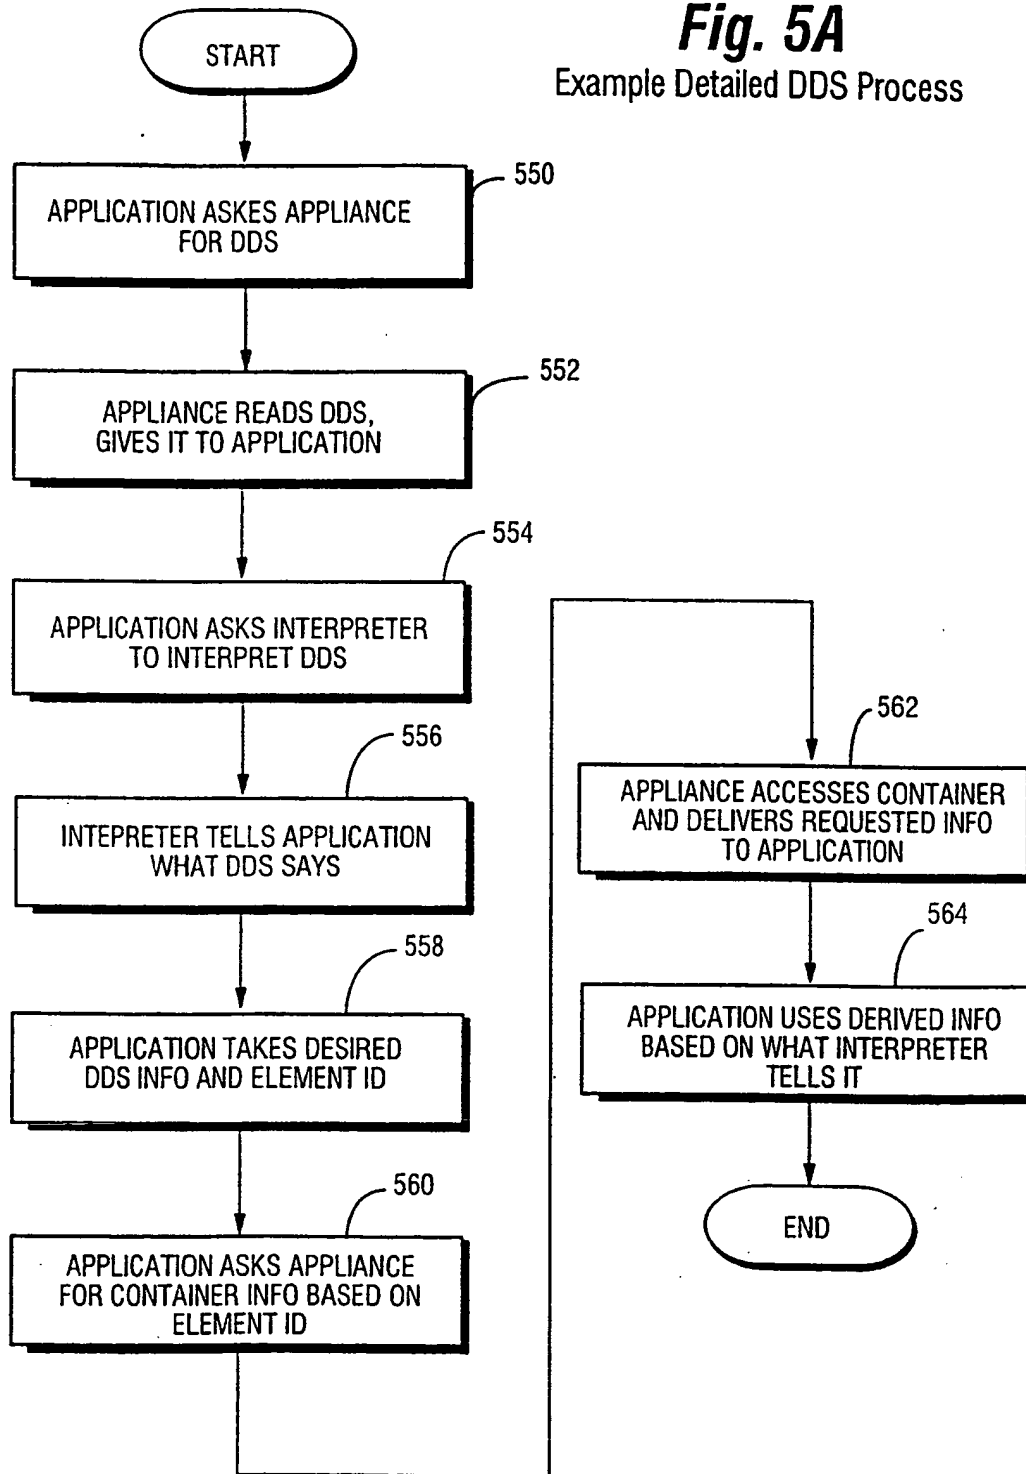 Fig. 5A
Example Detailed DDS Process
START
550
APPLICATION ASKES APPLIANCE
FOR DDS
552
APPLIANCE READS DDS,
GIVES IT TO APPLICATION
554
APPLICATION ASKS INTERPRETER
TO INTERPRET DDS
556
INTEPRETER TELLS APPLICATION
WHAT DDS SAYS
558
APPLICATION TAKES DESIRED
DDS INFO AND ELEMENT ID
560
APPLICATION ASKS APPLIANCE
FOR CONTAINER INFO BASED ON
ELEMENT ID
562
APPLIANCE ACCESSES CONTAINER
AND DELIVERS REQUESTED INFO
TO APPLICATION
564
APPLICATION USES DERIVED INFO
BASED ON WHAT INTERPRETER
TELLS IT
END